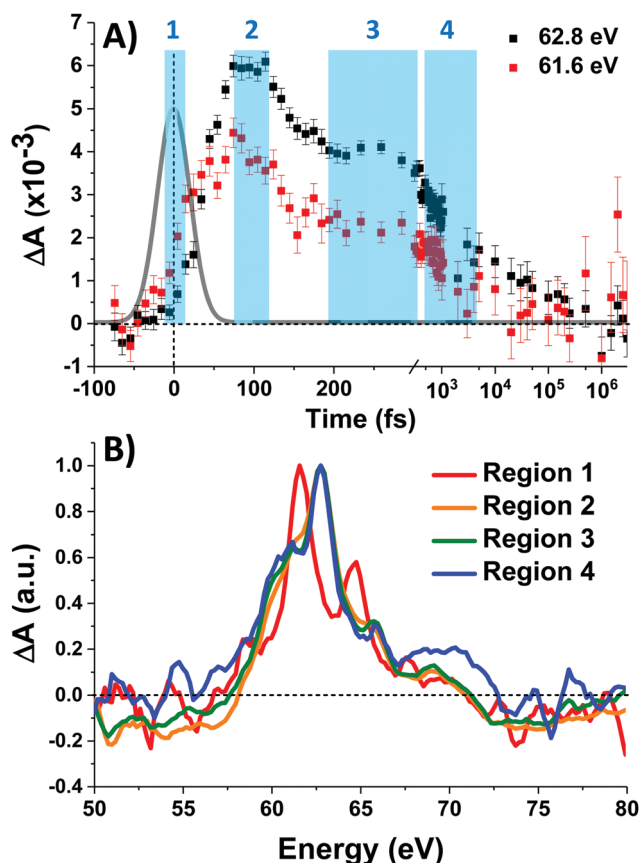 1 2 3 4
A)
62.8 eV
61.6 eV
ΔA (x10⁻³)
7
6
5
4
3
2
1
0
-1
-100 0 100 200 10³ 10⁴ 10⁵ 10⁶
Time (fs)
B)
Region 1
Region 2
Region 3
Region 4
ΔA (a.u.)
1.0
0.8
0.6
0.4
0.2
0.0
-0.2
-0.4
50 55 60 65 70 75 80
Energy (eV)